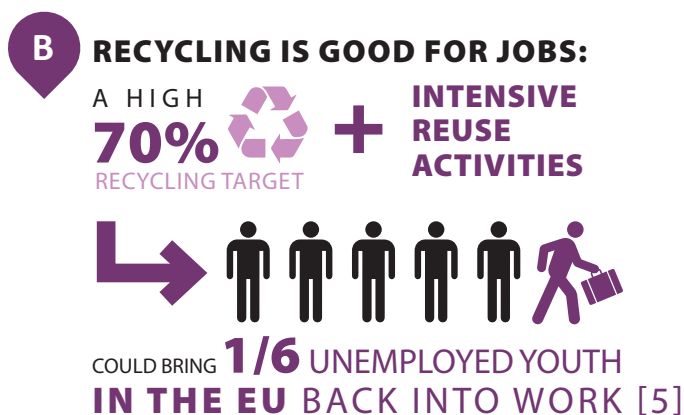 B
RECYCLING IS GOOD FOR JOBS:
A HIGH
70%
RECYCLING TARGET
+
INTENSIVE
REUSE
ACTIVITIES
COULD BRING 1/6 UNEMPLOYED YOUTH
IN THE EU BACK INTO WORK [5]